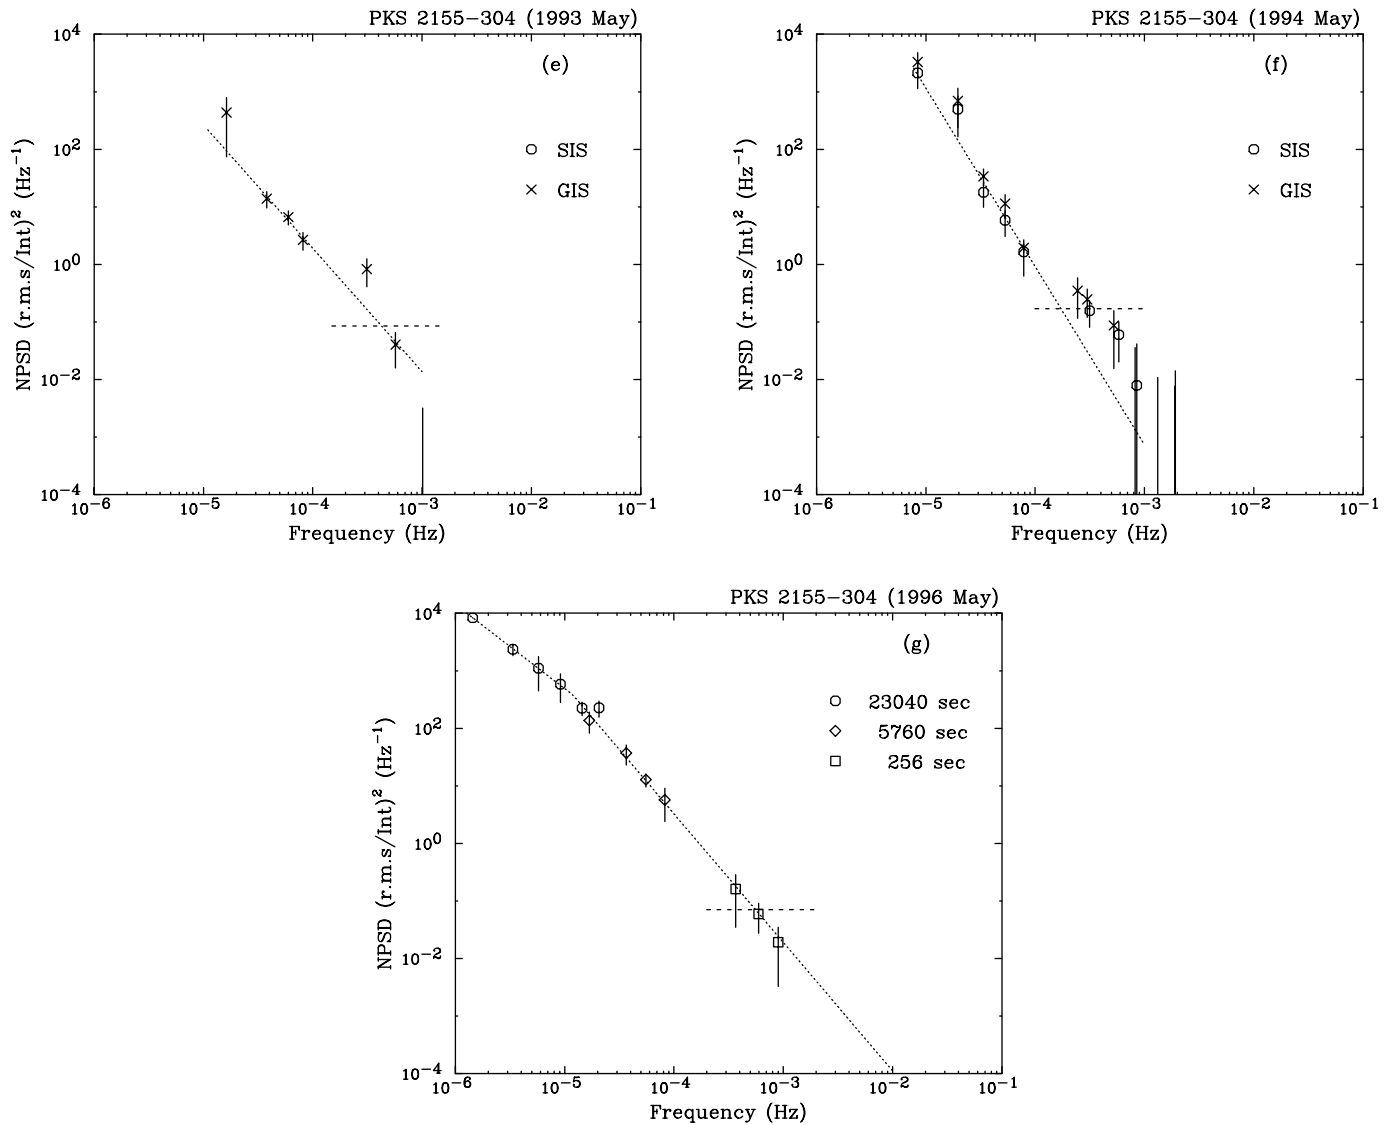 PKS 2155−304 (1993 May)
(e)
SIS
GIS
10^4
10^2
10^0
10^−2
10^−4
NPSD (r.m.s/Int)^2 (Hz^−1)
10^−6 10^−5 10^−4 10^−3 10^−2 10^−1
Frequency (Hz)
PKS 2155−304 (1994 May)
(f)
SIS
GIS
10^4
10^2
10^0
10^−2
10^−4
NPSD (r.m.s/Int)^2 (Hz^−1)
10^−6 10^−5 10^−4 10^−3 10^−2 10^−1
Frequency (Hz)
PKS 2155−304 (1996 May)
(g)
23040 sec
5760 sec
256 sec
10^4
10^2
10^0
10^−2
10^−4
NPSD (r.m.s/Int)^2 (Hz^−1)
10^−6 10^−5 10^−4 10^−3 10^−2 10^−1
Frequency (Hz)